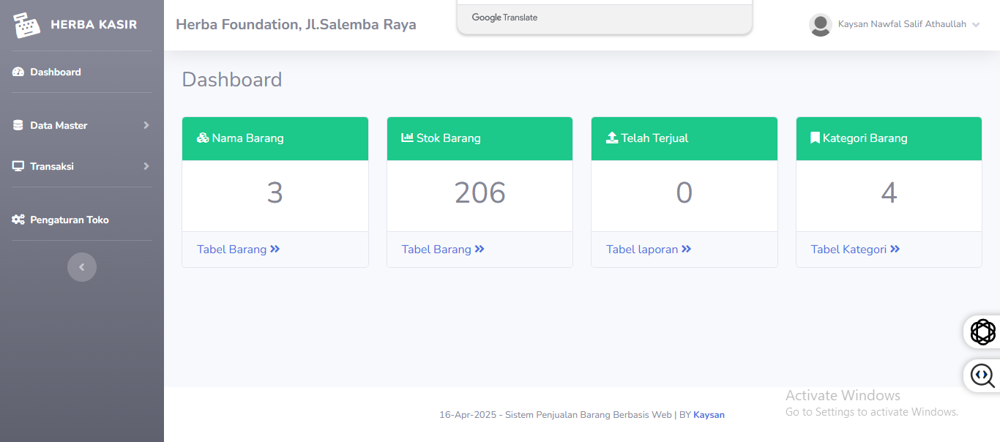 HERBA KASIR
Herba Foundation, Jl.Salemba Raya
Google Translate
Kaysan Nawfal Salif Athaullah
Dashboard
Data Master
Transaksi
Pengaturan Toko
Dashboard
Nama Barang
3
Tabel Barang
Stok Barang
206
Tabel Barang
Telah Terjual
0
Tabel laporan
Kategori Barang
4
Tabel Kategori
Activate Windows
Go to Settings to activate Windows.
16-Apr-2025 - Sistem Penjualan Barang Berbasis Web | BY Kaysan